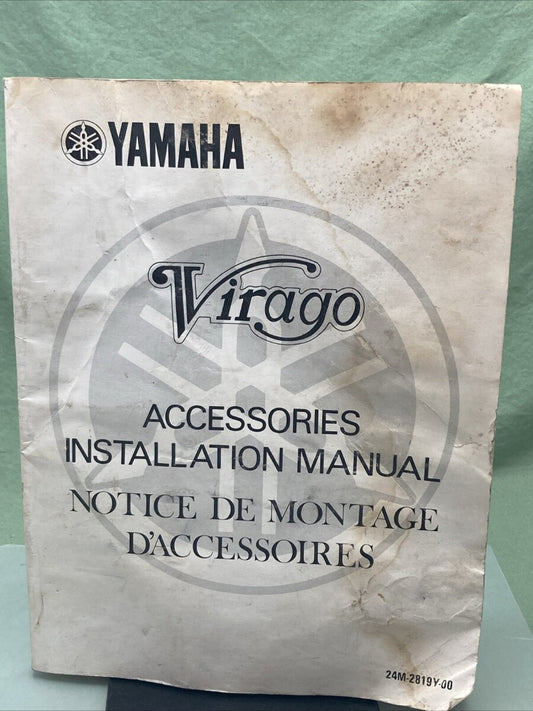 YAMAHA
Virago
ACCESSORIES
INSTALLATION MANUAL
NOTICE DE MONTAGE
D'ACCESSOIRES
24M-2819Y-00